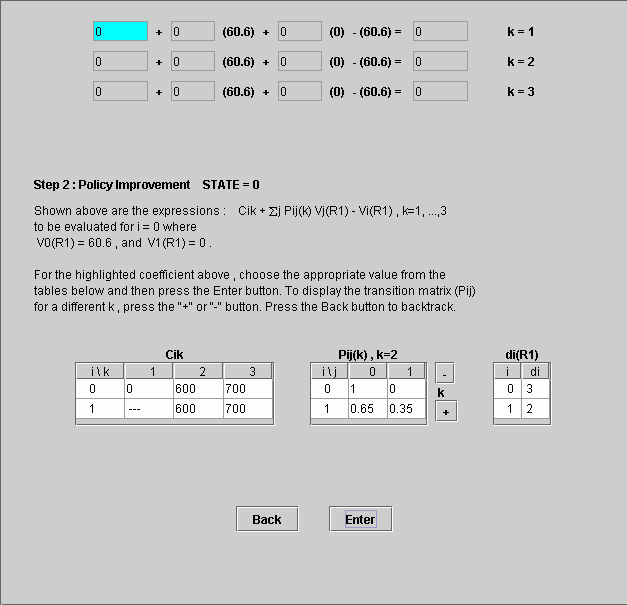 0 + 0 (60.6) + 0 (0) - (60.6) = 0 k = 1
0 + 0 (60.6) + 0 (0) - (60.6) = 0 k = 2
0 + 0 (60.6) + 0 (0) - (60.6) = 0 k = 3
Step 2 : Policy Improvement STATE = 0
Shown above are the expressions : Cik + Σj Pij(k) Vj(R1) - Vi(R1) , k=1, ...,3
to be evaluated for i = 0 where
V0(R1) = 60.6 , and V1(R1) = 0 .
For the highlighted coefficient above , choose the appropriate value from the
tables below and then press the Enter button. To display the transition matrix (Pij)
for a different k , press the "+" or "-" button. Press the Back button to backtrack.
Cik Pij(k) , k=2 di(R1)
i \ k 1 2 3 i \ j 0 1 - i di
0 0 600 700 0 1 0 k 0 3
1 --- 600 700 1 0.65 0.35 + 1 2
Back Enter